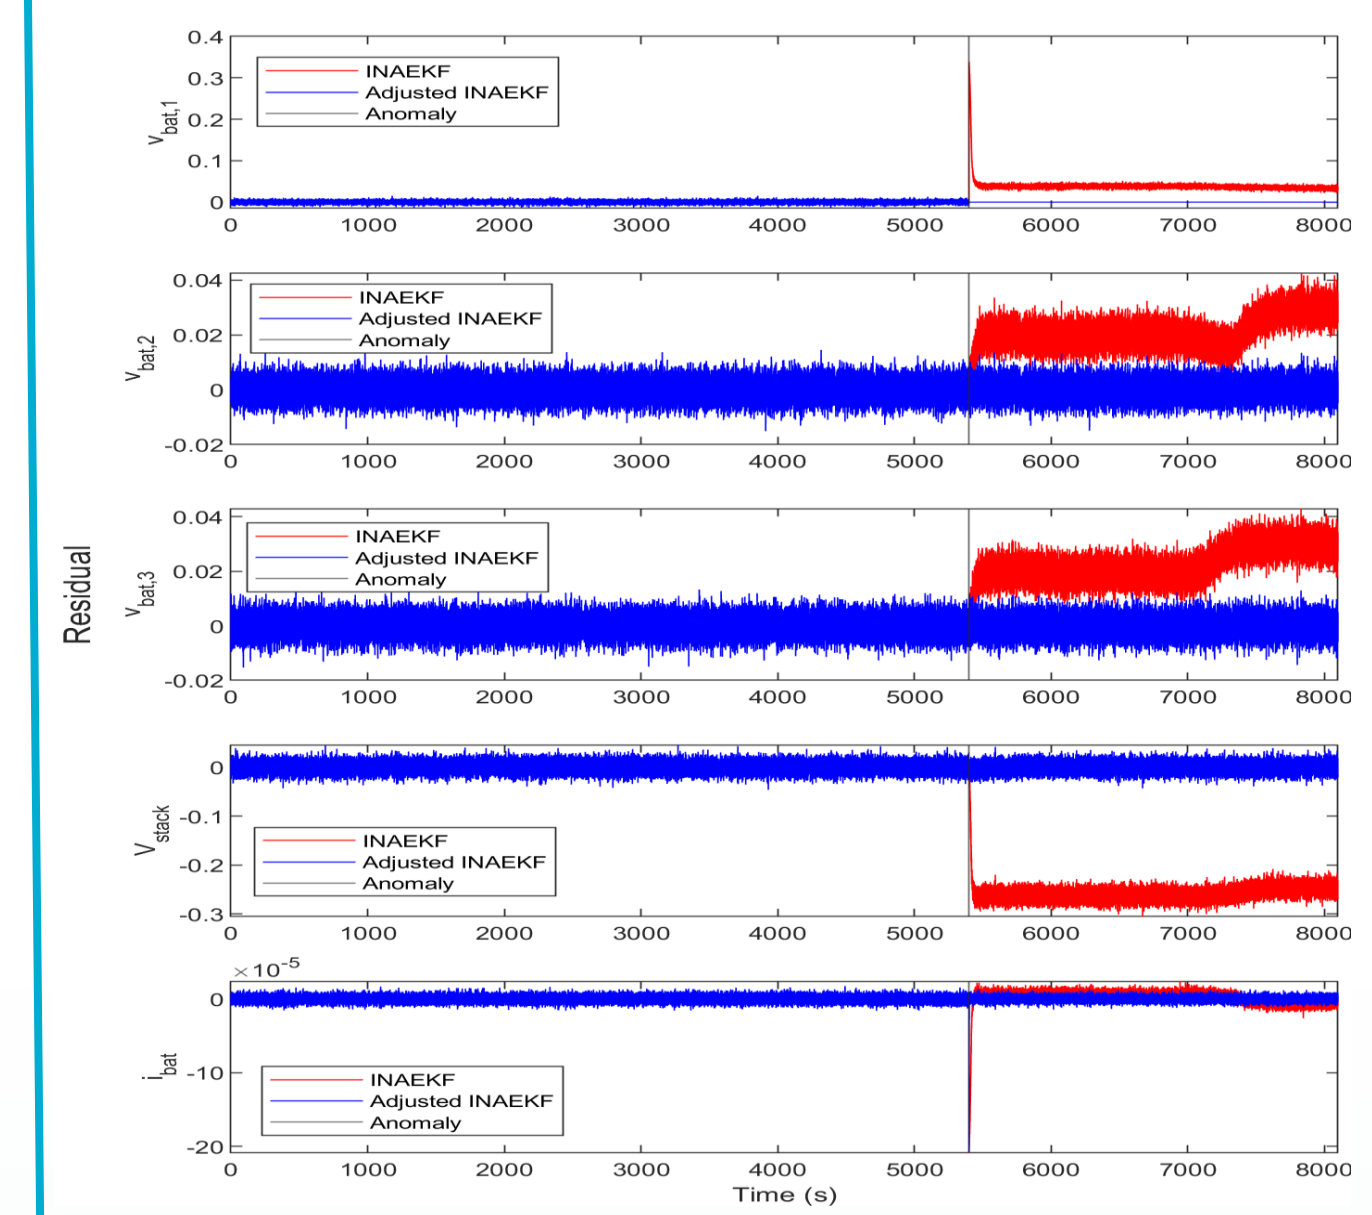 Residual
v_bat,1
0.4
0.3
0.2
0.1
0
INAEKF
Adjusted INAEKF
Anomaly
0 1000 2000 3000 4000 5000 6000 7000 8000
v_bat,2
0.04
0.02
0
-0.02
INAEKF
Adjusted INAEKF
Anomaly
0 1000 2000 3000 4000 5000 6000 7000 8000
v_bat,3
0.04
0.02
0
-0.02
INAEKF
Adjusted INAEKF
Anomaly
0 1000 2000 3000 4000 5000 6000 7000 8000
V_stack
0
-0.1
-0.2
-0.3
INAEKF
Adjusted INAEKF
Anomaly
0 1000 2000 3000 4000 5000 6000 7000 8000
×10^-5
i_bat
0
-10
-20
INAEKF
Adjusted INAEKF
Anomaly
0 1000 2000 3000 4000 5000 6000 7000 8000
Time (s)